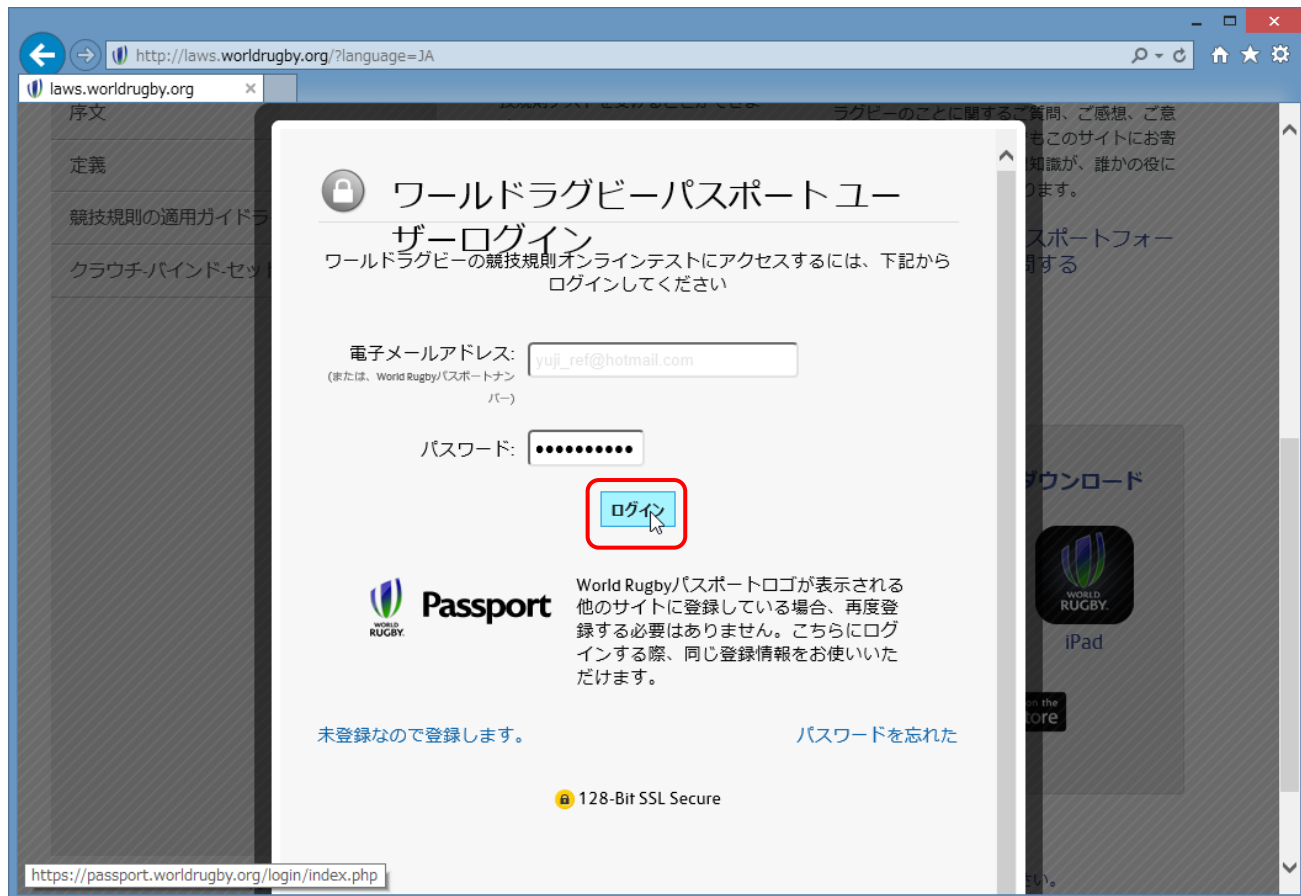 http://laws.worldrugby.org/?language=JA
laws.worldrugby.org
序文
定義
競技規則の適用ガイドラ
クラウチ-バインド-セット
ラグビーのことに関するご質問、ご感想、ご意
もこのサイトにお寄
知識が、誰かの役に
ります。
スポートフォー
する
ワールドラグビーパスポート ユー
ザーログイン
ワールドラグビーの競技規則オンラインテストにアクセスするには、下記から
ログインしてください
電子メールアドレス:
yuji_ref@hotmail.com
(または、World Rugbyパスポートナン
バー)
パスワード:
ログイン
WORLD
RUGBY.
Passport
World Rugbyパスポートロゴが表示される
他のサイトに登録している場合、再度登
録する必要はありません。こちらにログ
インする際、同じ登録情報をお使いいた
だけます。
未登録なので登録します。
パスワードを忘れた
128-Bit SSL Secure
ダウンロード
WORLD
RUGBY.
iPad
on the
tore
https://passport.worldrugby.org/login/index.php
さい。